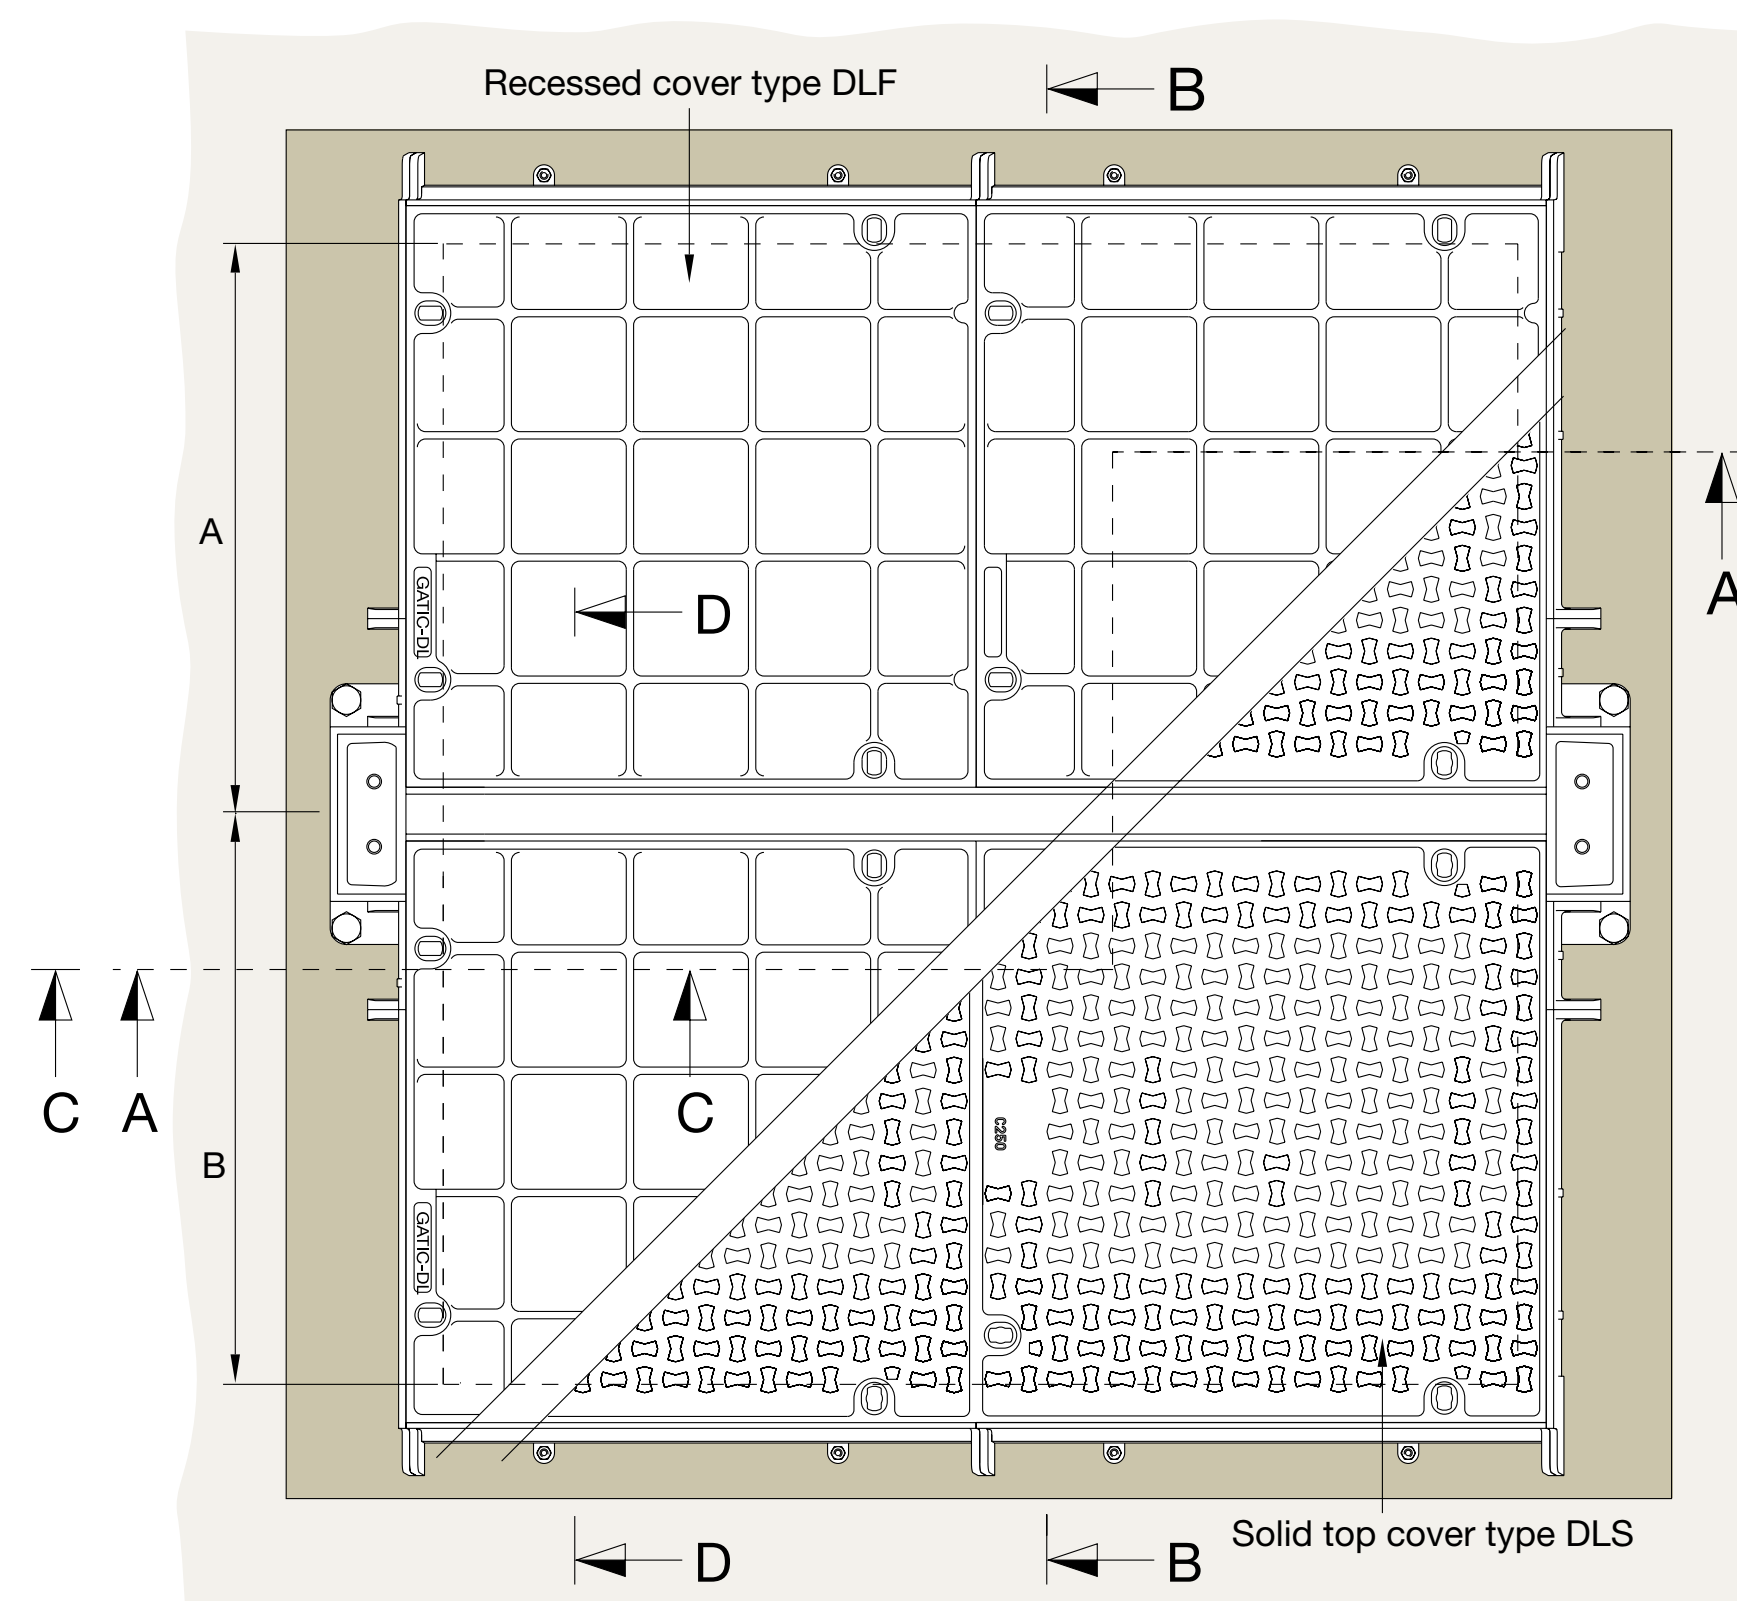 Recessed cover type DLF
B
A
A
GATIC-DL
D
C
A
C
C250
B
GATIC-DL
D
B
Solid top cover type DLS